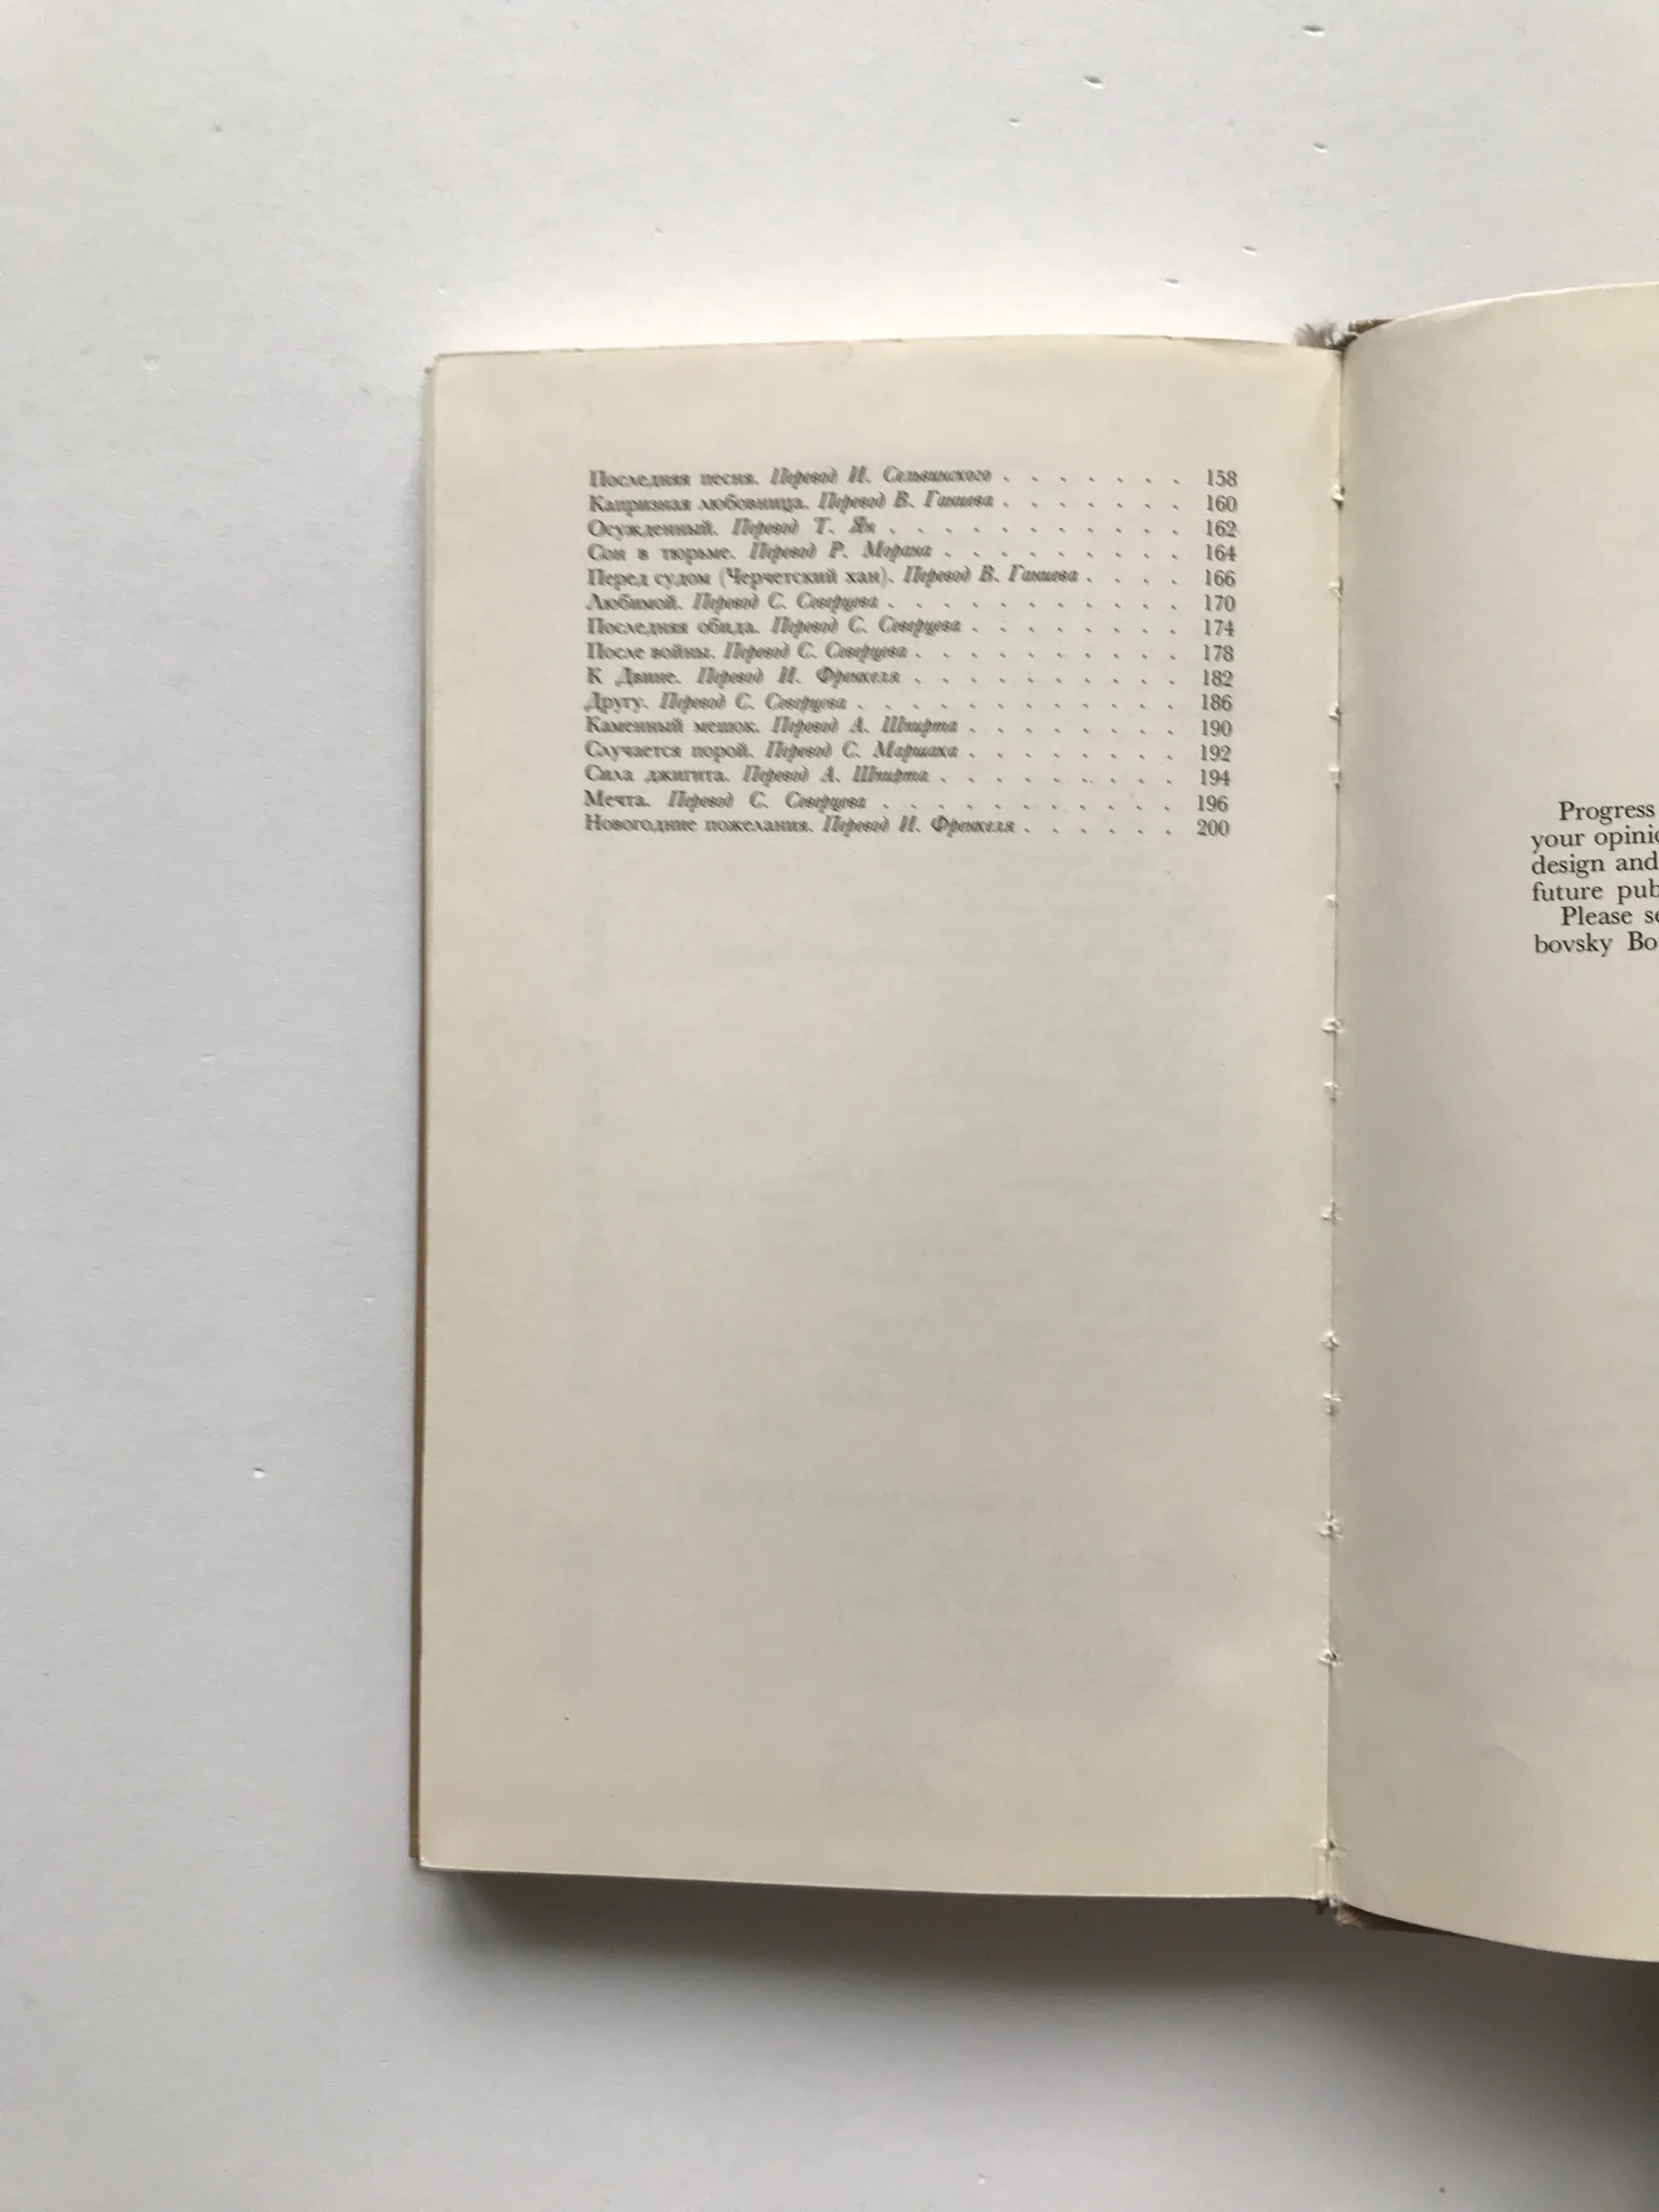 Последняя песня. Перевод И. Сельвинского . . . . . . . 158
Капризная любовница. Перевод В. Ганиева . . . . . . . 160
Осужденный. Перевод Т. Ян . . . . . . . . . . . 162
Сон в тюрьме. Перевод Р. Морана . . . . . . . . . 164
Перед судом (Черчетский хан). Перевод В. Ганиева . . . . 166
Любимой. Перевод С. Северцева . . . . . . . . . . . 170
Последняя обида. Перевод С. Северцева . . . . . . . . 174
После войны. Перевод С. Северцева . . . . . . . . . . 178
К Двине. Перевод И. Френкеля . . . . . . . . . . 182
Другу. Перевод С. Северцева . . . . . . . . . . . . 186
Каменный мешок. Перевод А. Шпирта . . . . . . . . 190
Случается порой. Перевод С. Маршака . . . . . . . . 192
Сила джигита. Перевод А. Шпирта . . . . . . . . . 194
Мечта. Перевод С. Северцева . . . . . . . . . . . 196
Новогодние пожелания. Перевод И. Френкеля . . . . . . 200
Progress
your opini
design and
future pub
Please se
bovsky Bo